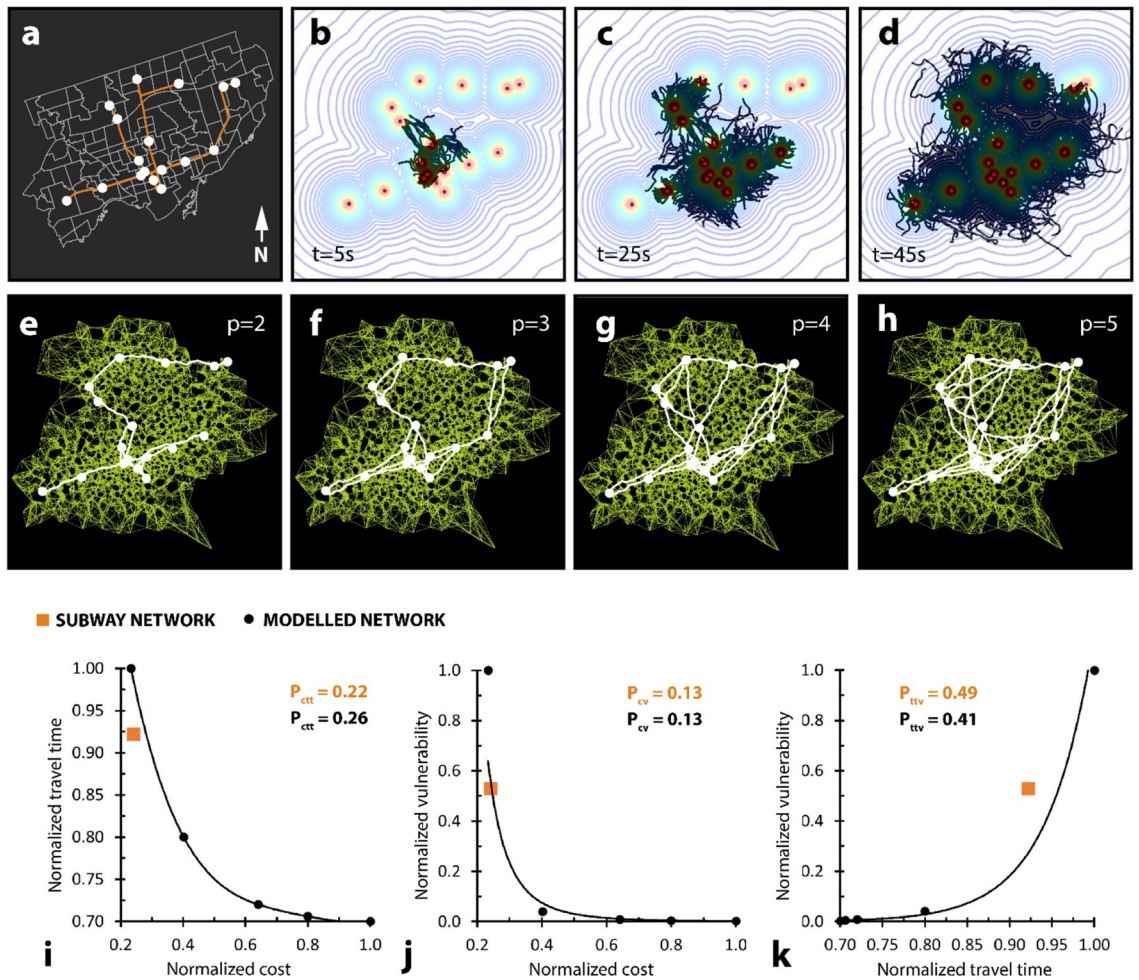 a
N
b
t=5s
c
t=25s
d
t=45s
e
p=2
f
p=3
g
p=4
h
p=5
SUBWAY NETWORK MODELLED NETWORK
Normalized travel time
1.00
0.95
0.90
0.85
0.80
0.75
0.70
P_ctt = 0.22
P_ctt = 0.26
0.2 0.4 0.6 0.8 1.0
i
Normalized cost
Normalized vulnerability
1.0
0.8
0.6
0.4
0.2
0.0
P_cv = 0.13
P_cv = 0.13
0.2 0.4 0.6 0.8 1.0
j
Normalized cost
Normalized vulnerability
1.0
0.8
0.6
0.4
0.2
0.0
P_ttv = 0.49
P_ttv = 0.41
0.70 0.75 0.80 0.85 0.90 0.95 1.00
k
Normalized travel time